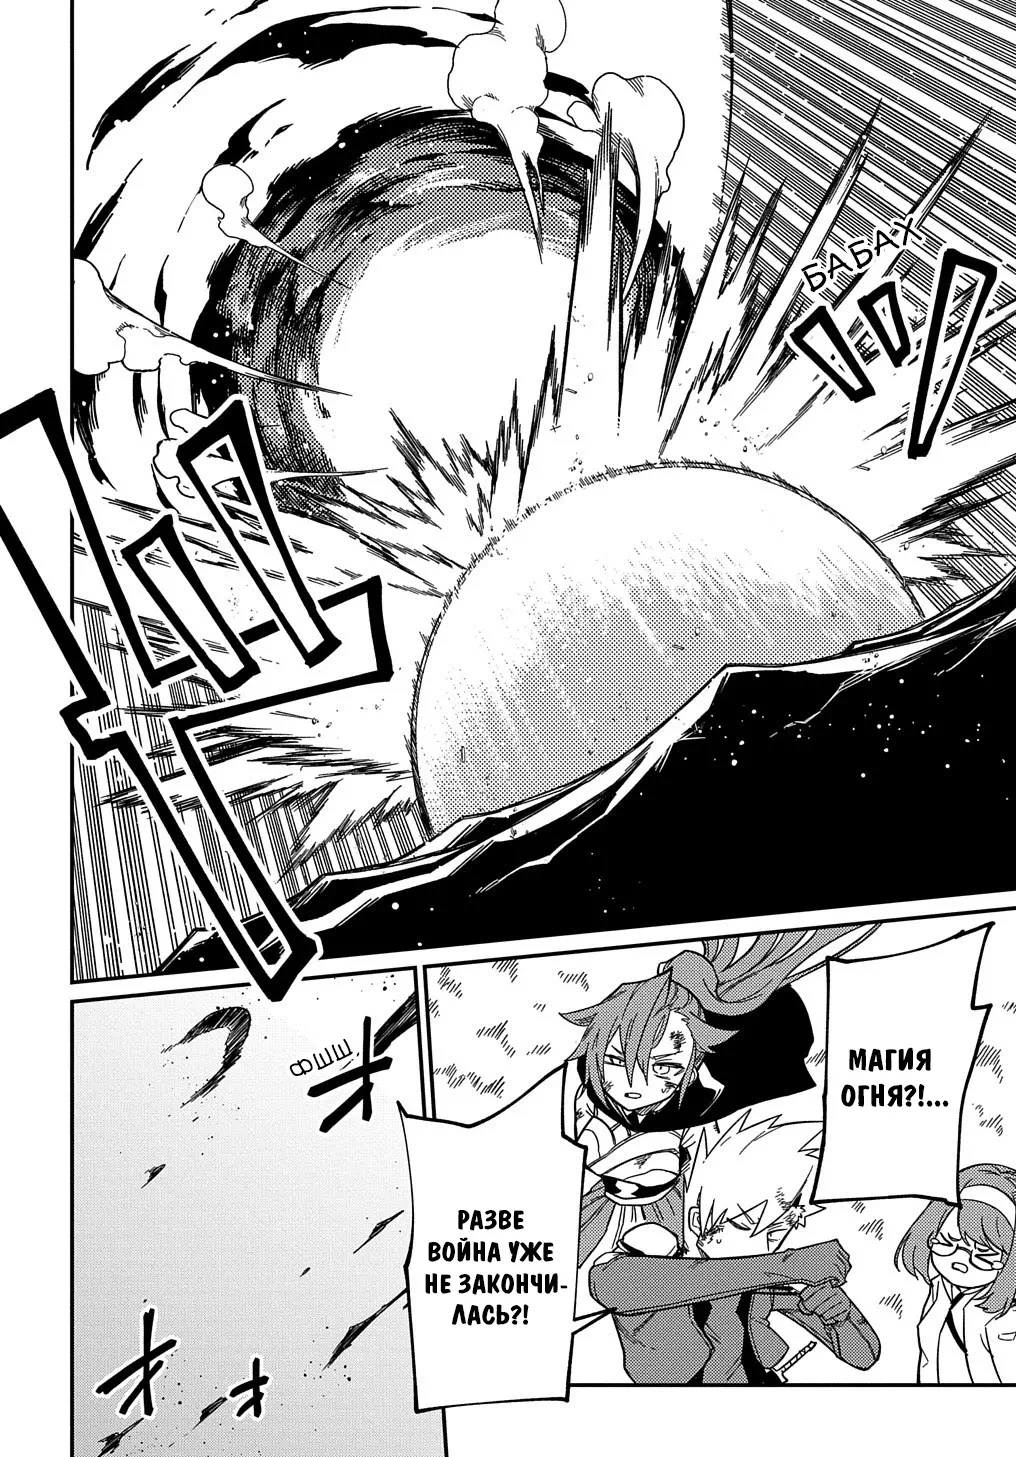 БАБАХ
МАГИЯ
ОГНЯ?!...
РАЗВЕ
ВОЙНА УЖЕ
НЕ ЗАКОНЧИ-
ЛАСЬ?!
ФШШ